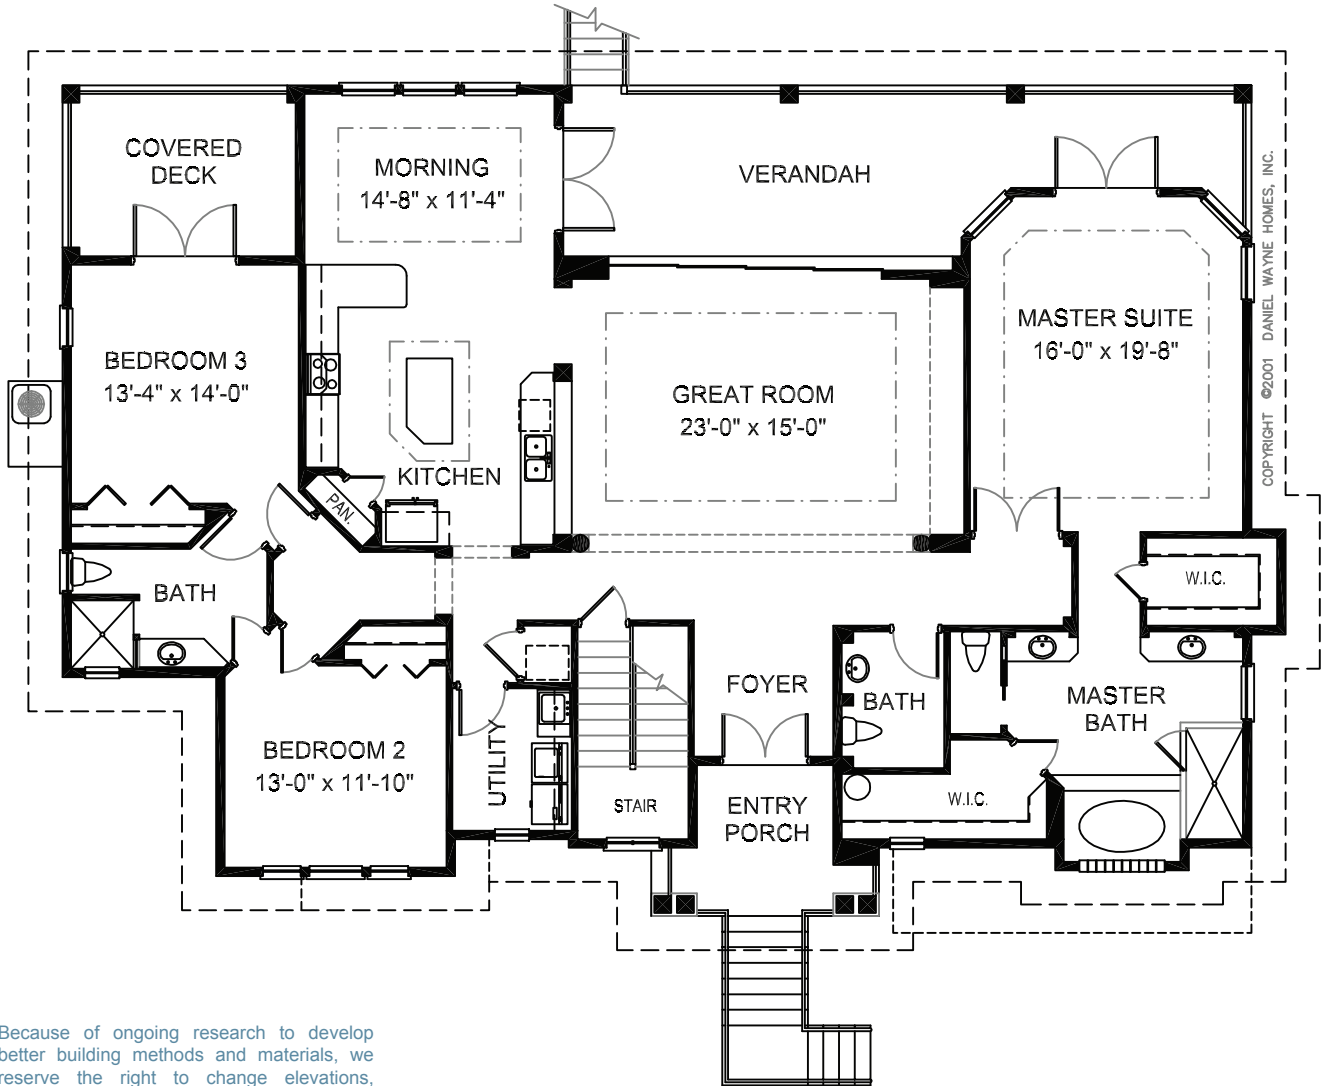 COVERED
DECK
MORNING
14'-8" x 11'-4"
VERANDAH
BEDROOM 3
13'-4" x 14'-0"
MASTER SUITE
16'-0" x 19'-8"
GREAT ROOM
23'-0" x 15'-0"
KITCHEN
PAN.
BATH
W.I.C.
FOYER
BATH
MASTER
BATH
BEDROOM 2
13'-0" x 11'-10"
UTILITY
STAIR
ENTRY
PORCH
W.I.C.
COPYRIGHT ©2001 DANIEL WAYNE HOMES, INC.
Because of ongoing research to develop
better building methods and materials, we
reserve the right to change elevations,